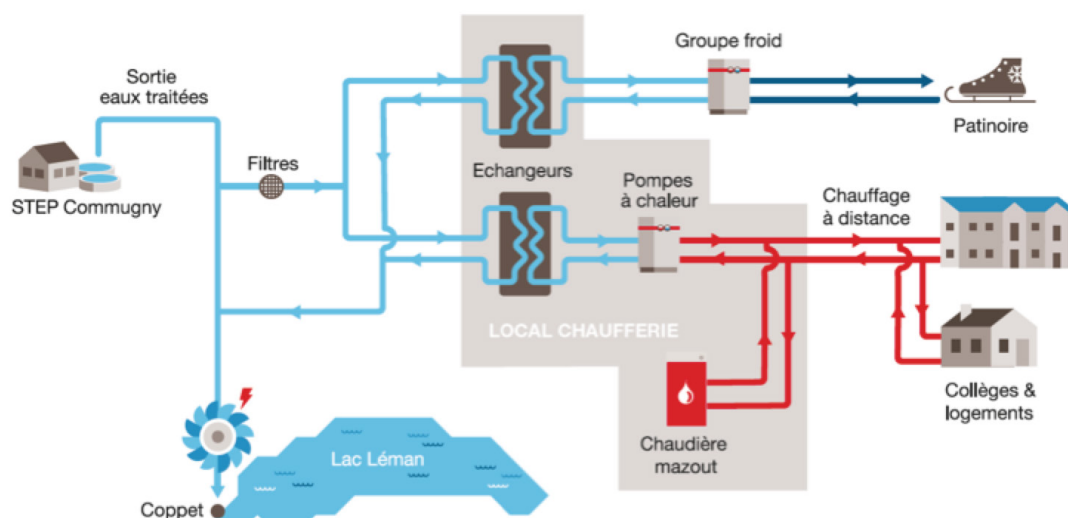 Sortie
eaux traitées
STEP Commugny
Filtres
Echangeurs
Groupe froid
Patinoire
Pompes
à chaleur
Chauffage
à distance
LOCAL CHAUFFERIE
Chaudière
mazout
Collèges &
logements
Lac Léman
Coppet